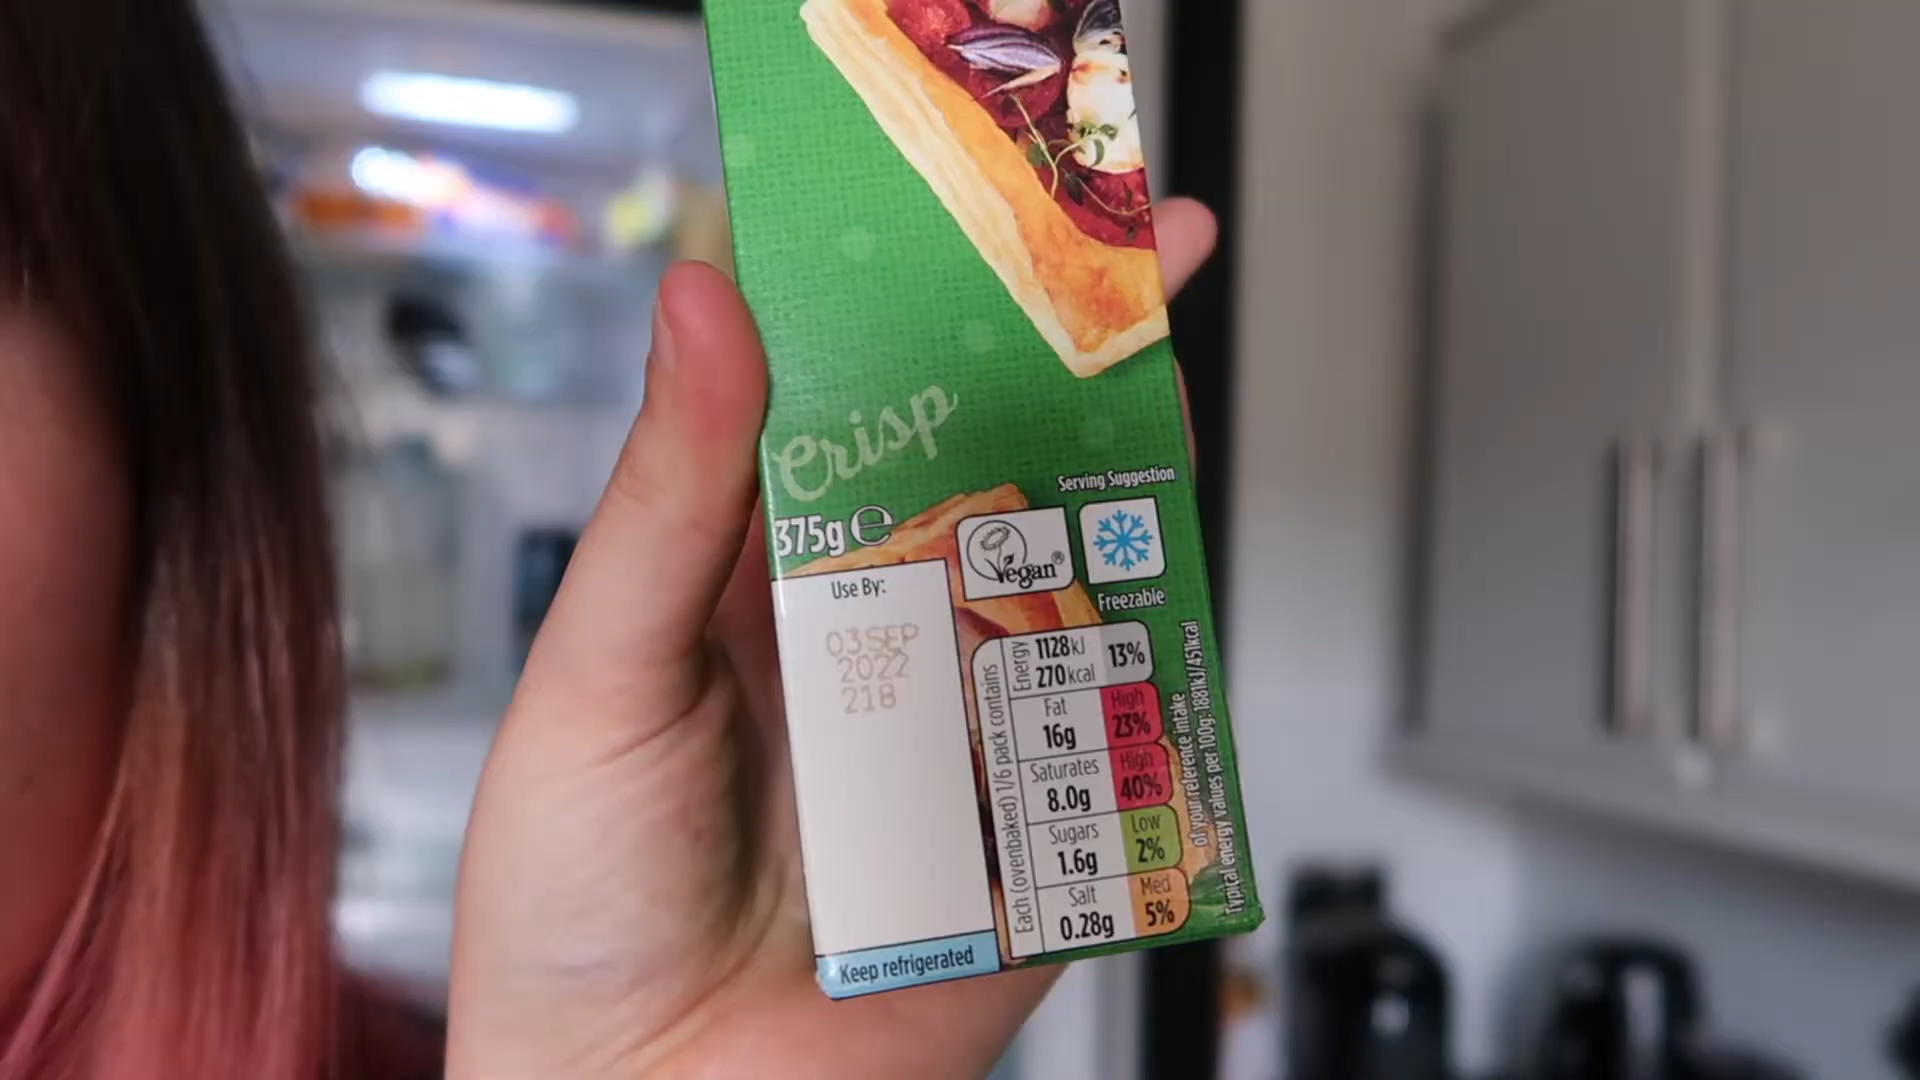 Crisp
Serving Suggestion
375g e
Vegan®
Freezable
Use By:
03 SEP
2022
218
Each (ovenbaked) 1/6 pack contains
Energy 1128kJ 270kcal 13%
Fat 16g High 23%
Saturates 8.0g High 40%
Sugars 1.6g Low 2%
Salt 0.28g Med 5%
of your reference intake
Typical energy values per 100g: 1881kJ/451kcal
Keep refrigerated